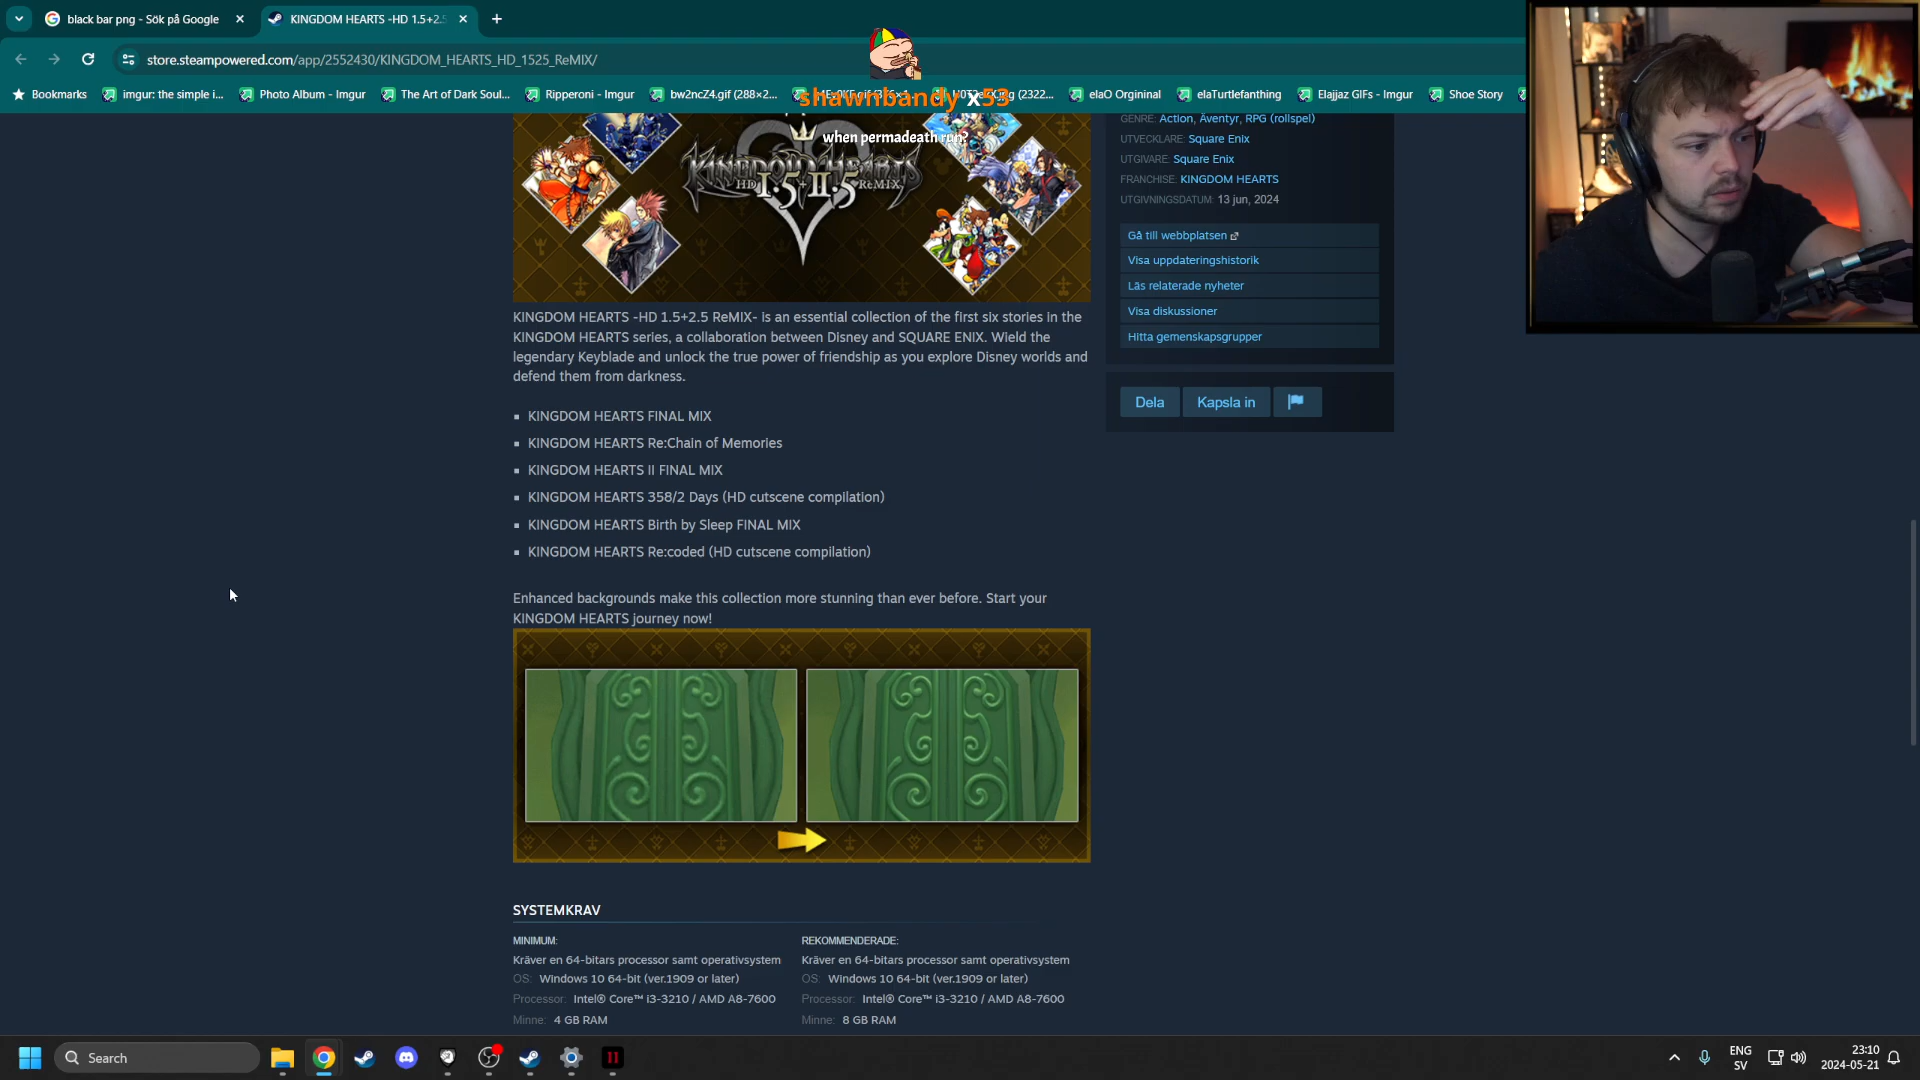 black bar png - Sök på Google
KINGDOM HEARTS -HD 1.5+2.5
store.steampowered.com/app/2552430/KINGDOM_HEARTS_HD_1525_ReMIX/
Bookmarks
imgur: the simple i...
Photo Album - Imgur
The Art of Dark Soul...
Ripperoni - Imgur
bw2ncZ4.gif (288×2...
elaO Orgininal
elaTurtlefanthing
Elajjaz GIFs - Imgur
Shoe Story
shawnbandy x53
when permadeath run?
KINGDOM HEARTS
HD 1.5+II.5 ReMIX
GENRE: Action, Äventyr, RPG (rollspel)
UTVECKLARE: Square Enix
UTGIVARE: Square Enix
FRANCHISE: KINGDOM HEARTS
UTGIVNINGSDATUM: 13 jun, 2024
Gå till webbplatsen
Visa uppdateringshistorik
Läs relaterade nyheter
Visa diskussioner
Hitta gemenskapsgrupper
Dela
Kapsla in
KINGDOM HEARTS -HD 1.5+2.5 ReMIX- is an essential collection of the first six stories in the
KINGDOM HEARTS series, a collaboration between Disney and SQUARE ENIX. Wield the
legendary Keyblade and unlock the true power of friendship as you explore Disney worlds and
defend them from darkness.
▪ KINGDOM HEARTS FINAL MIX
▪ KINGDOM HEARTS Re:Chain of Memories
▪ KINGDOM HEARTS II FINAL MIX
▪ KINGDOM HEARTS 358/2 Days (HD cutscene compilation)
▪ KINGDOM HEARTS Birth by Sleep FINAL MIX
▪ KINGDOM HEARTS Re:coded (HD cutscene compilation)
Enhanced backgrounds make this collection more stunning than ever before. Start your
KINGDOM HEARTS journey now!
SYSTEMKRAV
MINIMUM:
Kräver en 64-bitars processor samt operativsystem
OS: Windows 10 64-bit (ver.1909 or later)
Processor: Intel® Core™ i3-3210 / AMD A8-7600
Minne: 4 GB RAM
REKOMMENDERADE:
Kräver en 64-bitars processor samt operativsystem
OS: Windows 10 64-bit (ver.1909 or later)
Processor: Intel® Core™ i3-3210 / AMD A8-7600
Minne: 8 GB RAM
Search
ENG
SV
23:10
2024-05-21